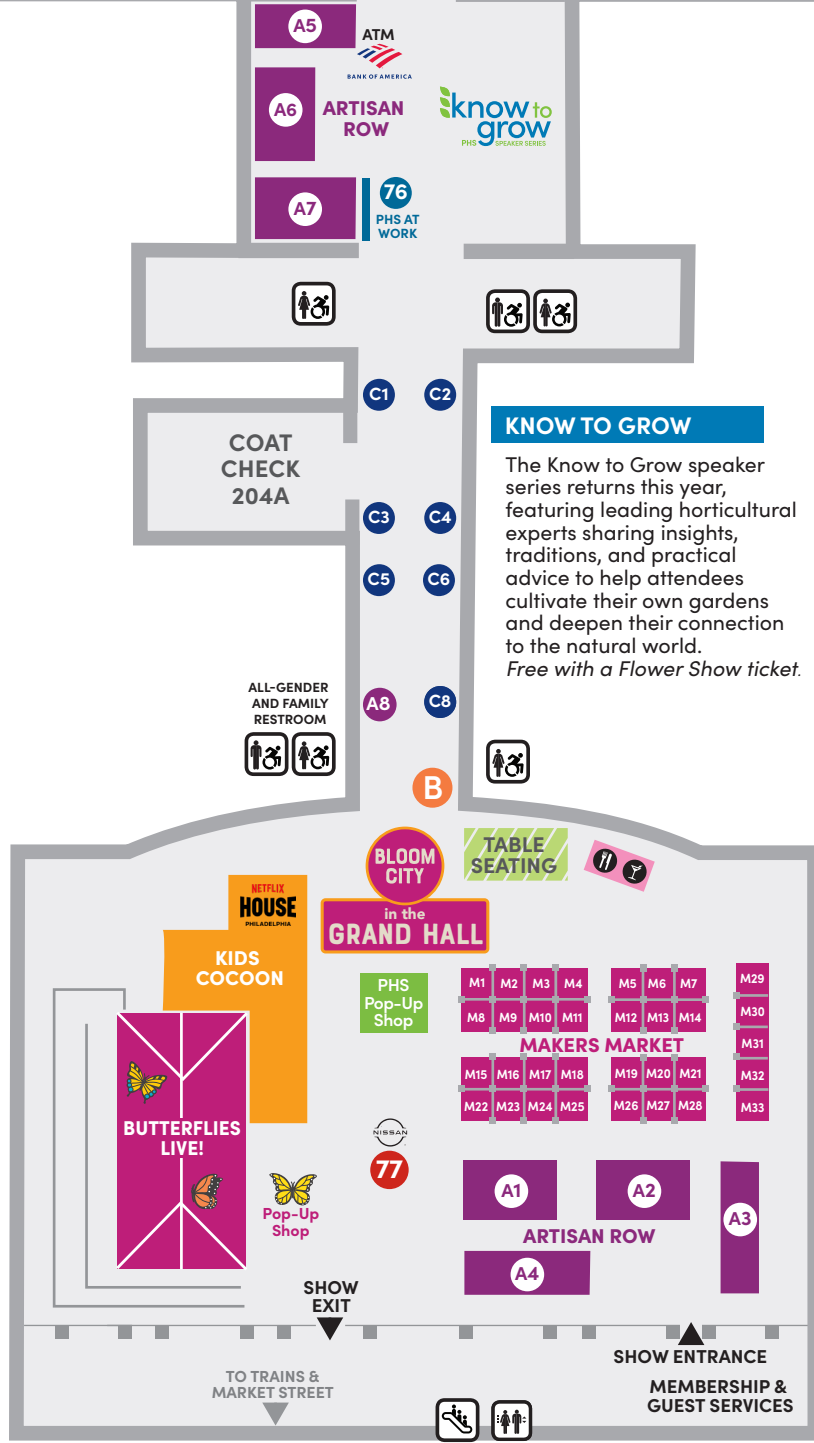 A5
ATM
BANK OF AMERICA
A6
ARTISAN
ROW
know to
grow
PHS SPEAKER SERIES
A7
76
PHS AT
WORK
C1
C2
KNOW TO GROW
The Know to Grow speaker
series returns this year,
featuring leading horticultural
experts sharing insights,
traditions, and practical
advice to help attendees
cultivate their own gardens
and deepen their connection
to the natural world.
Free with a Flower Show ticket.
COAT
CHECK
204A
C3
C4
C5
C6
ALL-GENDER
AND FAMILY
RESTROOM
A8
C8
B
BLOOM
CITY
in the
GRAND HALL
TABLE
SEATING
NETFLIX
HOUSE
PHILADELPHIA
KIDS
COCOON
PHS
Pop-Up
Shop
M1 M2 M3 M4 M5 M6 M7
M8 M9 M10 M11 M12 M13 M14
MAKERS MARKET
M15 M16 M17 M18 M19 M20 M21
M22 M23 M24 M25 M26 M27 M28
M29
M30
M31
M32
M33
BUTTERFLIES
LIVE!
NISSAN
77
Pop-Up
Shop
A1
A2
A3
ARTISAN ROW
A4
SHOW
EXIT
SHOW ENTRANCE
MEMBERSHIP &
GUEST SERVICES
TO TRAINS &
MARKET STREET